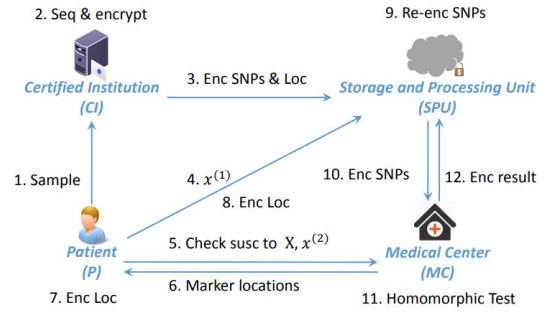 2. Seq & encrypt
9. Re-enc SNPs
Certified Institution
(CI)
3. Enc SNPs & Loc
Storage and Processing Unit
(SPU)
1. Sample
4. x⁽¹⁾
8. Enc Loc
10. Enc SNPs
12. Enc result
Patient
(P)
5. Check susc to X, x⁽²⁾
6. Marker locations
Medical Center
(MC)
7. Enc Loc
11. Homomorphic Test